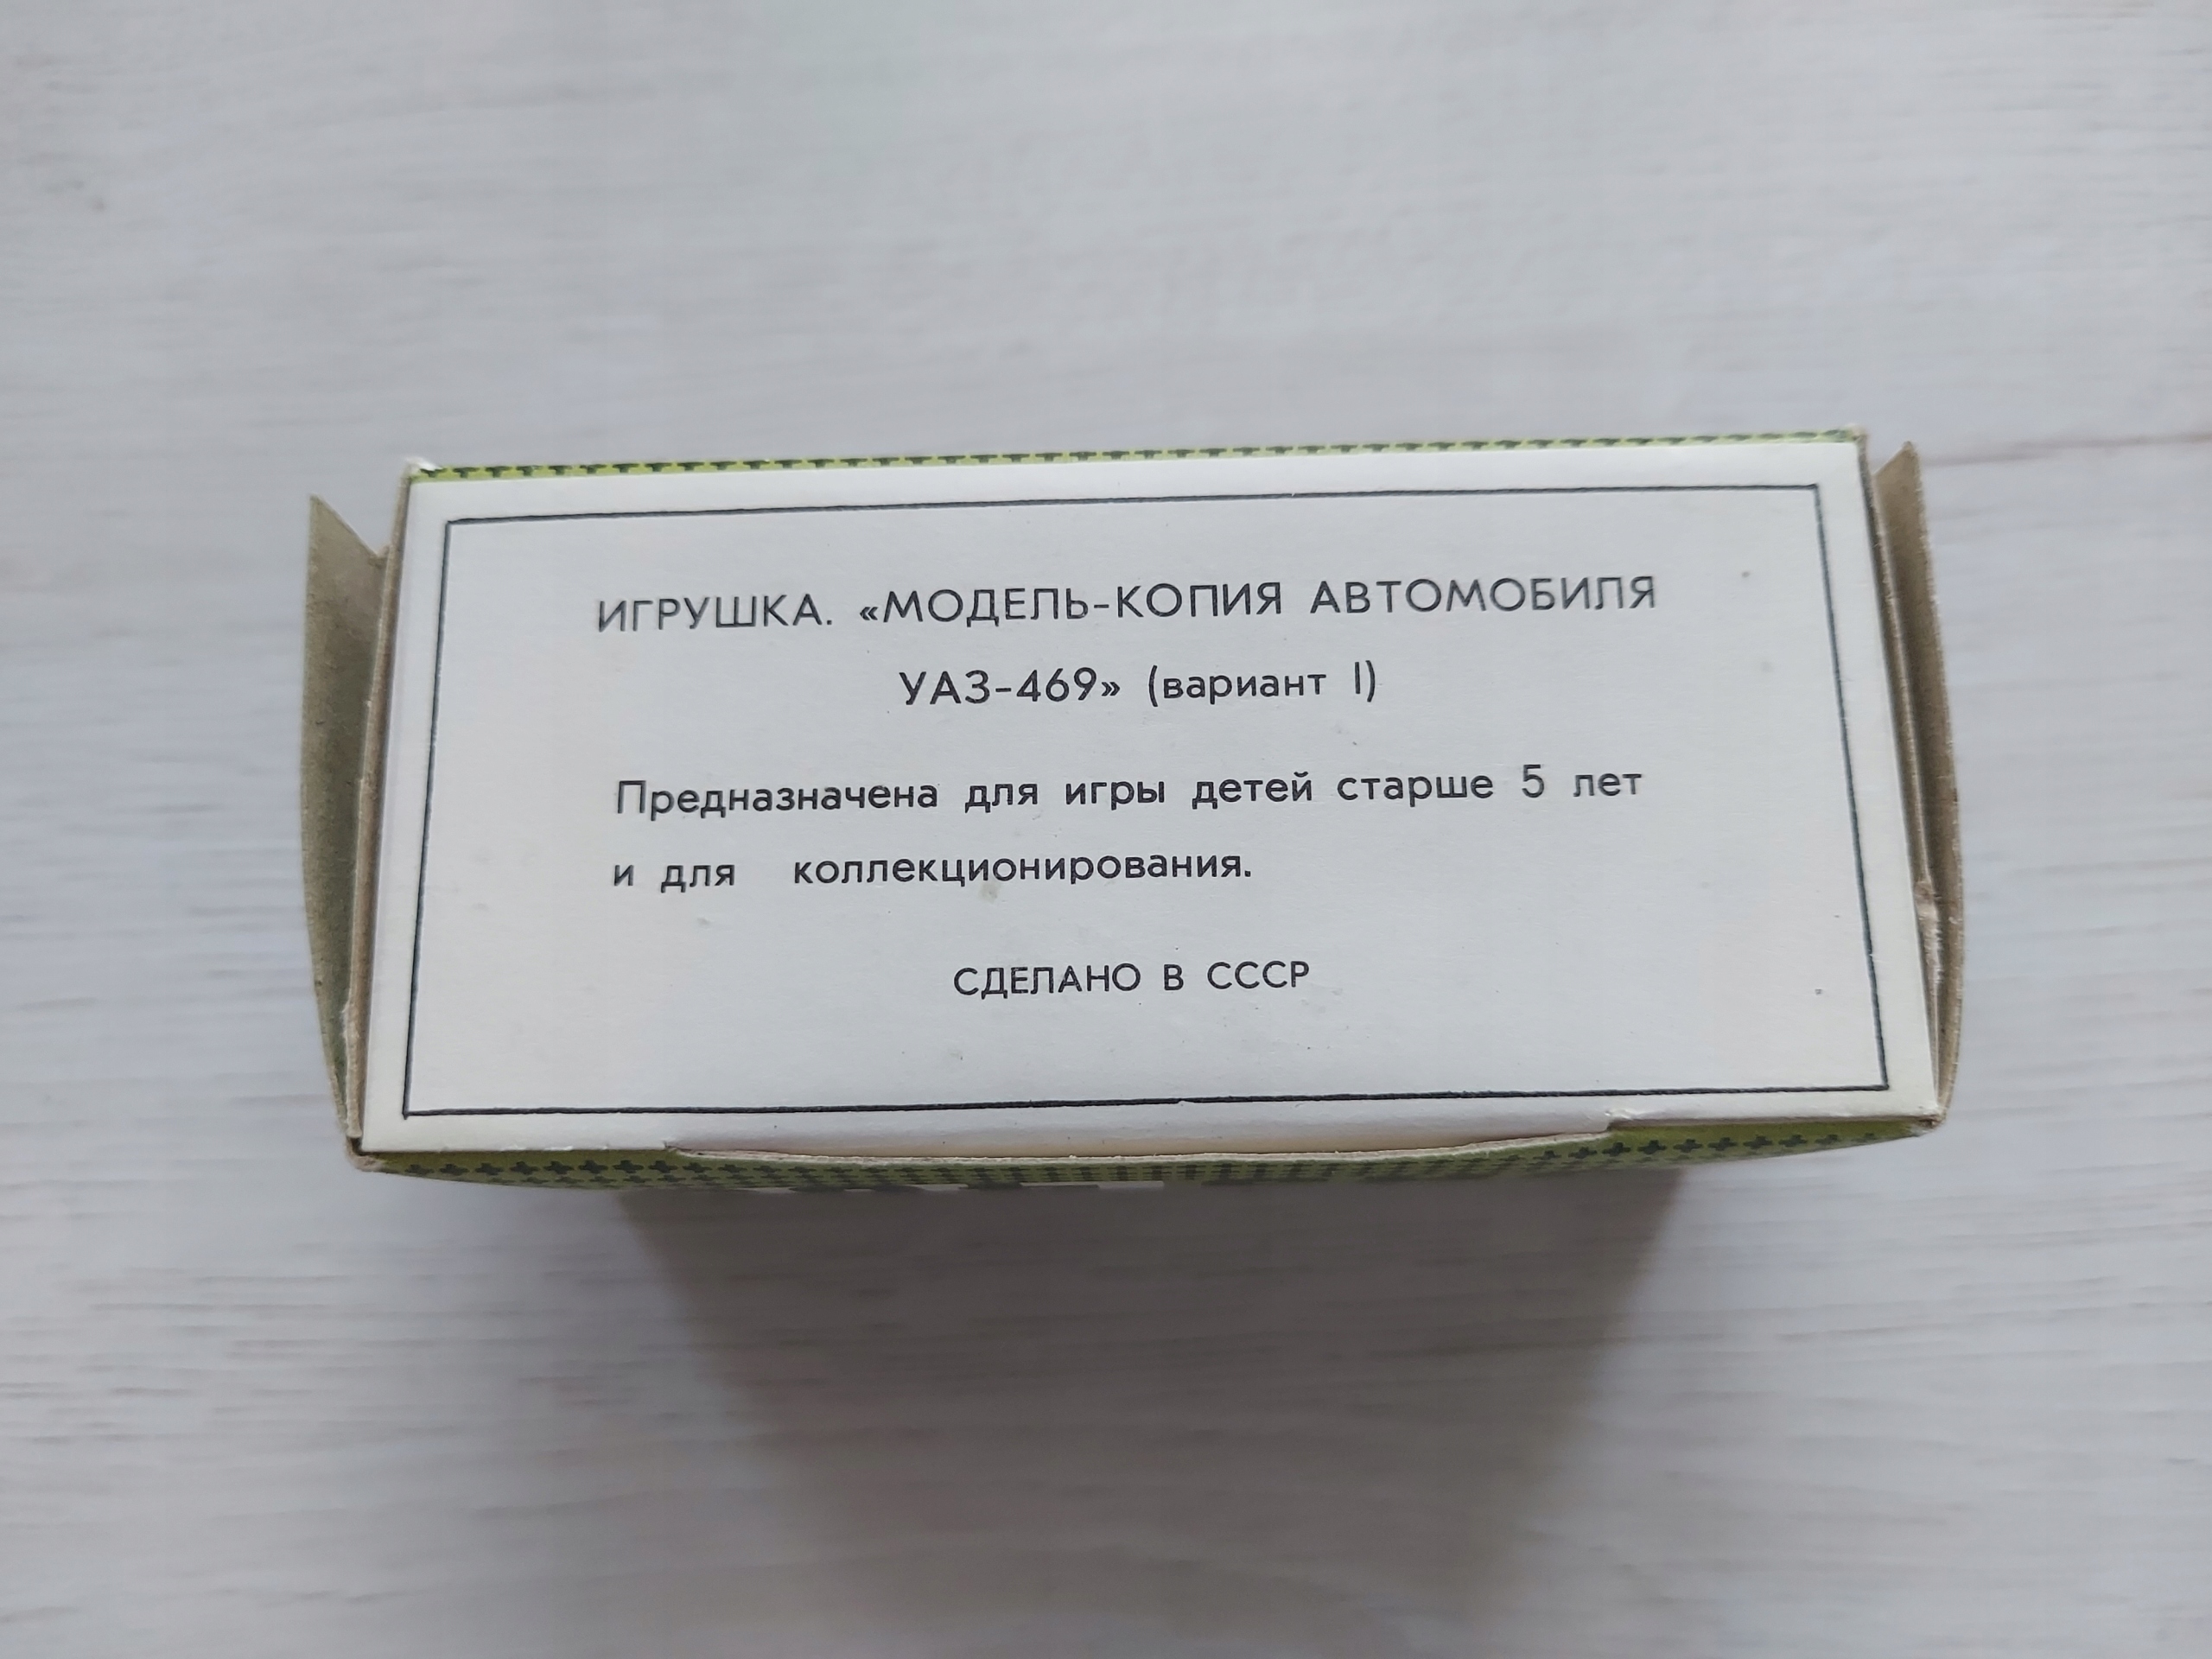 ИГРУШКА. «МОДЕЛЬ-КОПИЯ АВТОМОБИЛЯ
УАЗ-469» (вариант I)
Предназначена для игры детей старше 5 лет
и для коллекционирования.
СДЕЛАНО В СССР